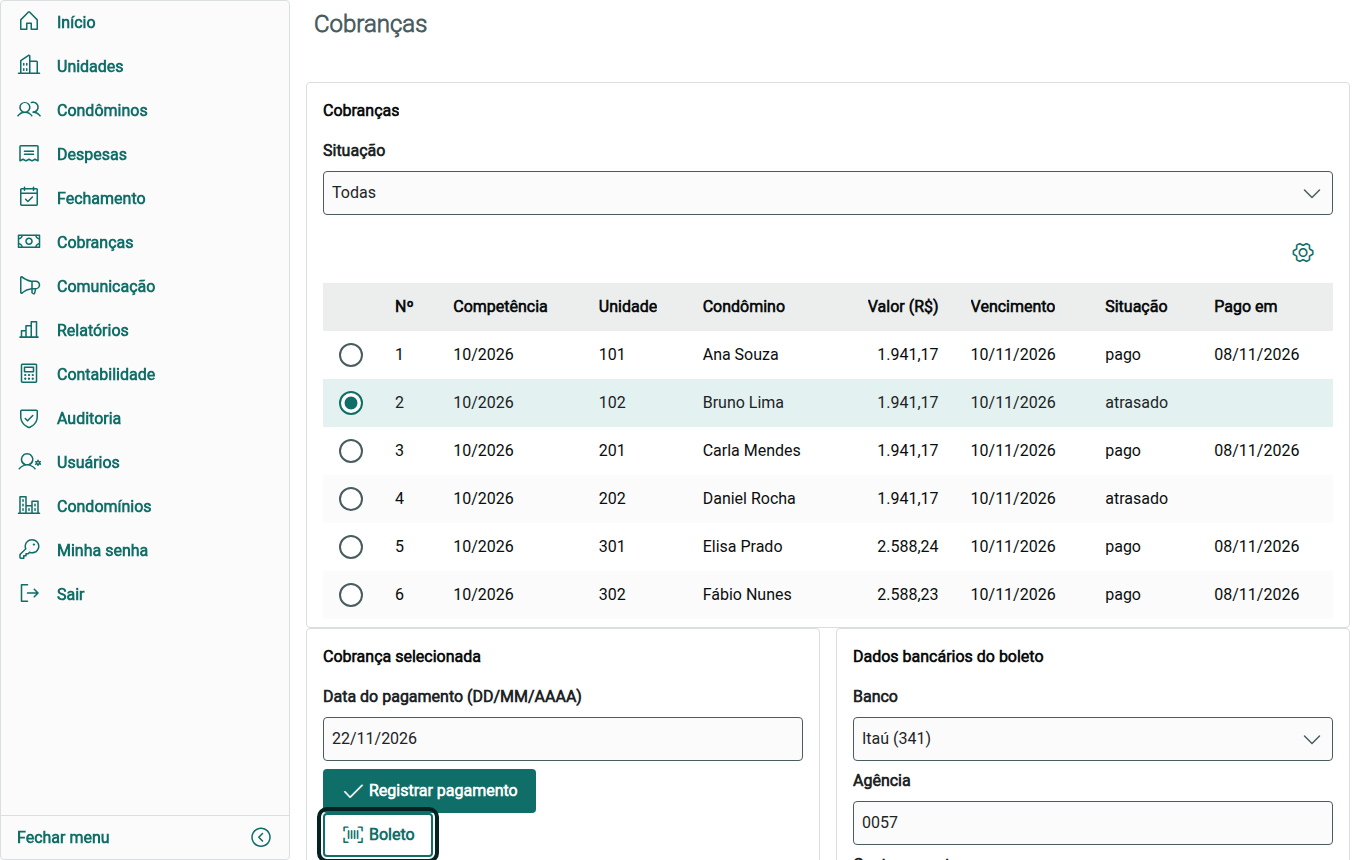 Início
Unidades
Condôminos
Despesas
Fechamento
Cobranças
Comunicação
Relatórios
Contabilidade
Auditoria
Usuários
Condomínios
Minha senha
Sair
Fechar menu
Cobranças
Cobranças
Situação
Todas
Nº Competência Unidade Condômino Valor (R$) Vencimento Situação Pago em
1 10/2026 101 Ana Souza 1.941,17 10/11/2026 pago 08/11/2026
2 10/2026 102 Bruno Lima 1.941,17 10/11/2026 atrasado
3 10/2026 201 Carla Mendes 1.941,17 10/11/2026 pago 08/11/2026
4 10/2026 202 Daniel Rocha 1.941,17 10/11/2026 atrasado
5 10/2026 301 Elisa Prado 2.588,24 10/11/2026 pago 08/11/2026
6 10/2026 302 Fábio Nunes 2.588,23 10/11/2026 pago 08/11/2026
Cobrança selecionada
Data do pagamento (DD/MM/AAAA)
22/11/2026
Registrar pagamento
Boleto
Dados bancários do boleto
Banco
Itaú (341)
Agência
0057